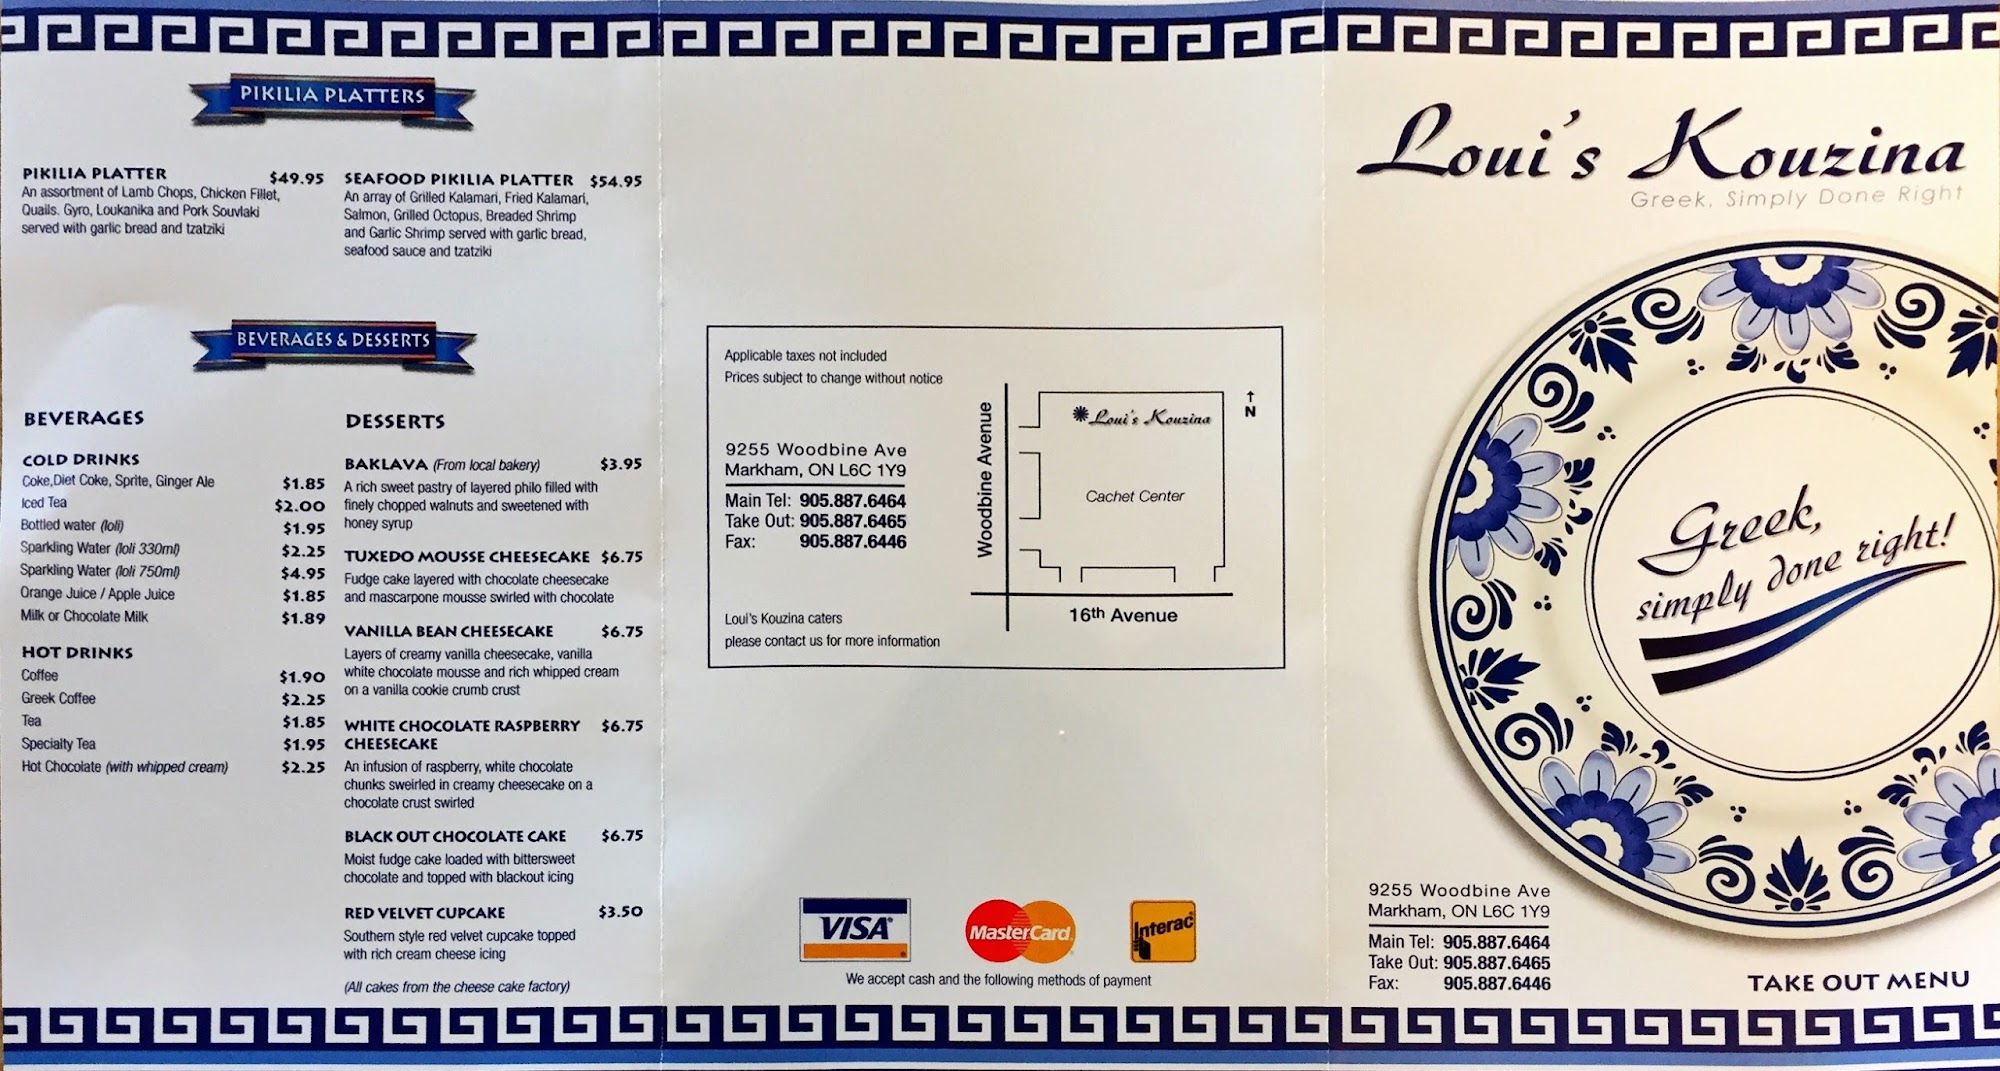 PIKILIA PLATTERS
PIKILIA PLATTER $49.95
An assortment of Lamb Chops, Chicken Fillet,
Quails. Gyro, Loukanika and Pork Souvlaki
served with garlic bread and tzatziki
SEAFOOD PIKILIA PLATTER $54.95
An array of Grilled Kalamari, Fried Kalamari,
Salmon, Grilled Octopus, Breaded Shrimp
and Garlic Shrimp served with garlic bread,
seafood sauce and tzatziki
BEVERAGES & DESSERTS
BEVERAGES
COLD DRINKS
Coke,Diet Coke, Sprite, Ginger Ale $1.85
Iced Tea $2.00
Bottled water (loli) $1.95
Sparkling Water (loli 330ml) $2.25
Sparkling Water (loli 750ml) $4.95
Orange Juice / Apple Juice $1.85
Milk or Chocolate Milk $1.89
HOT DRINKS
Coffee $1.90
Greek Coffee $2.25
Tea $1.85
Specialty Tea $1.95
Hot Chocolate (with whipped cream) $2.25
DESSERTS
BAKLAVA (From local bakery) $3.95
A rich sweet pastry of layered philo filled with
finely chopped walnuts and sweetened with
honey syrup
TUXEDO MOUSSE CHEESECAKE $6.75
Fudge cake layered with chocolate cheesecake
and mascarpone mousse swirled with chocolate
VANILLA BEAN CHEESECAKE $6.75
Layers of creamy vanilla cheesecake, vanilla
white chocolate mousse and rich whipped cream
on a vanilla cookie crumb crust
WHITE CHOCOLATE RASPBERRY $6.75
CHEESECAKE
An infusion of raspberry, white chocolate
chunks sweirled in creamy cheesecake on a
chocolate crust swirled
BLACK OUT CHOCOLATE CAKE $6.75
Moist fudge cake loaded with bittersweet
chocolate and topped with blackout icing
RED VELVET CUPCAKE $3.50
Southern style red velvet cupcake topped
with rich cream cheese icing
(All cakes from the cheese cake factory)
Applicable taxes not included
Prices subject to change without notice
9255 Woodbine Ave
Markham, ON L6C 1Y9
Main Tel: 905.887.6464
Take Out: 905.887.6465
Fax: 905.887.6446
Loui's Kouzina caters
please contact us for more information
Woodbine Avenue
Loui's Kouzina
N
Cachet Center
16th Avenue
VISA
MasterCard
Interac
We accept cash and the following methods of payment
Loui's Kouzina
Greek, Simply Done Right
Greek,
simply done right!
9255 Woodbine Ave
Markham, ON L6C 1Y9
Main Tel: 905.887.6464
Take Out: 905.887.6465
Fax: 905.887.6446
TAKE OUT MENU